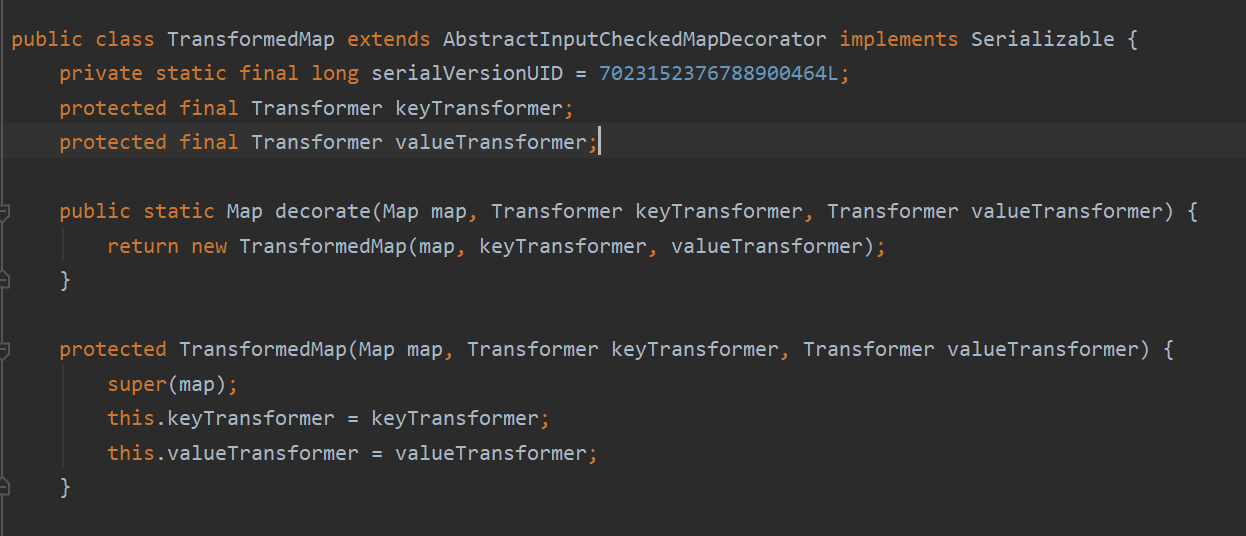 public class TransformedMap extends AbstractInputCheckedMapDecorator implements Serializable {
private static final long serialVersionUID = 7023152376788900464L;
protected final Transformer keyTransformer;
protected final Transformer valueTransformer;
public static Map decorate(Map map, Transformer keyTransformer, Transformer valueTransformer) {
return new TransformedMap(map, keyTransformer, valueTransformer);
}
protected TransformedMap(Map map, Transformer keyTransformer, Transformer valueTransformer) {
super(map);
this.keyTransformer = keyTransformer;
this.valueTransformer = valueTransformer;
}